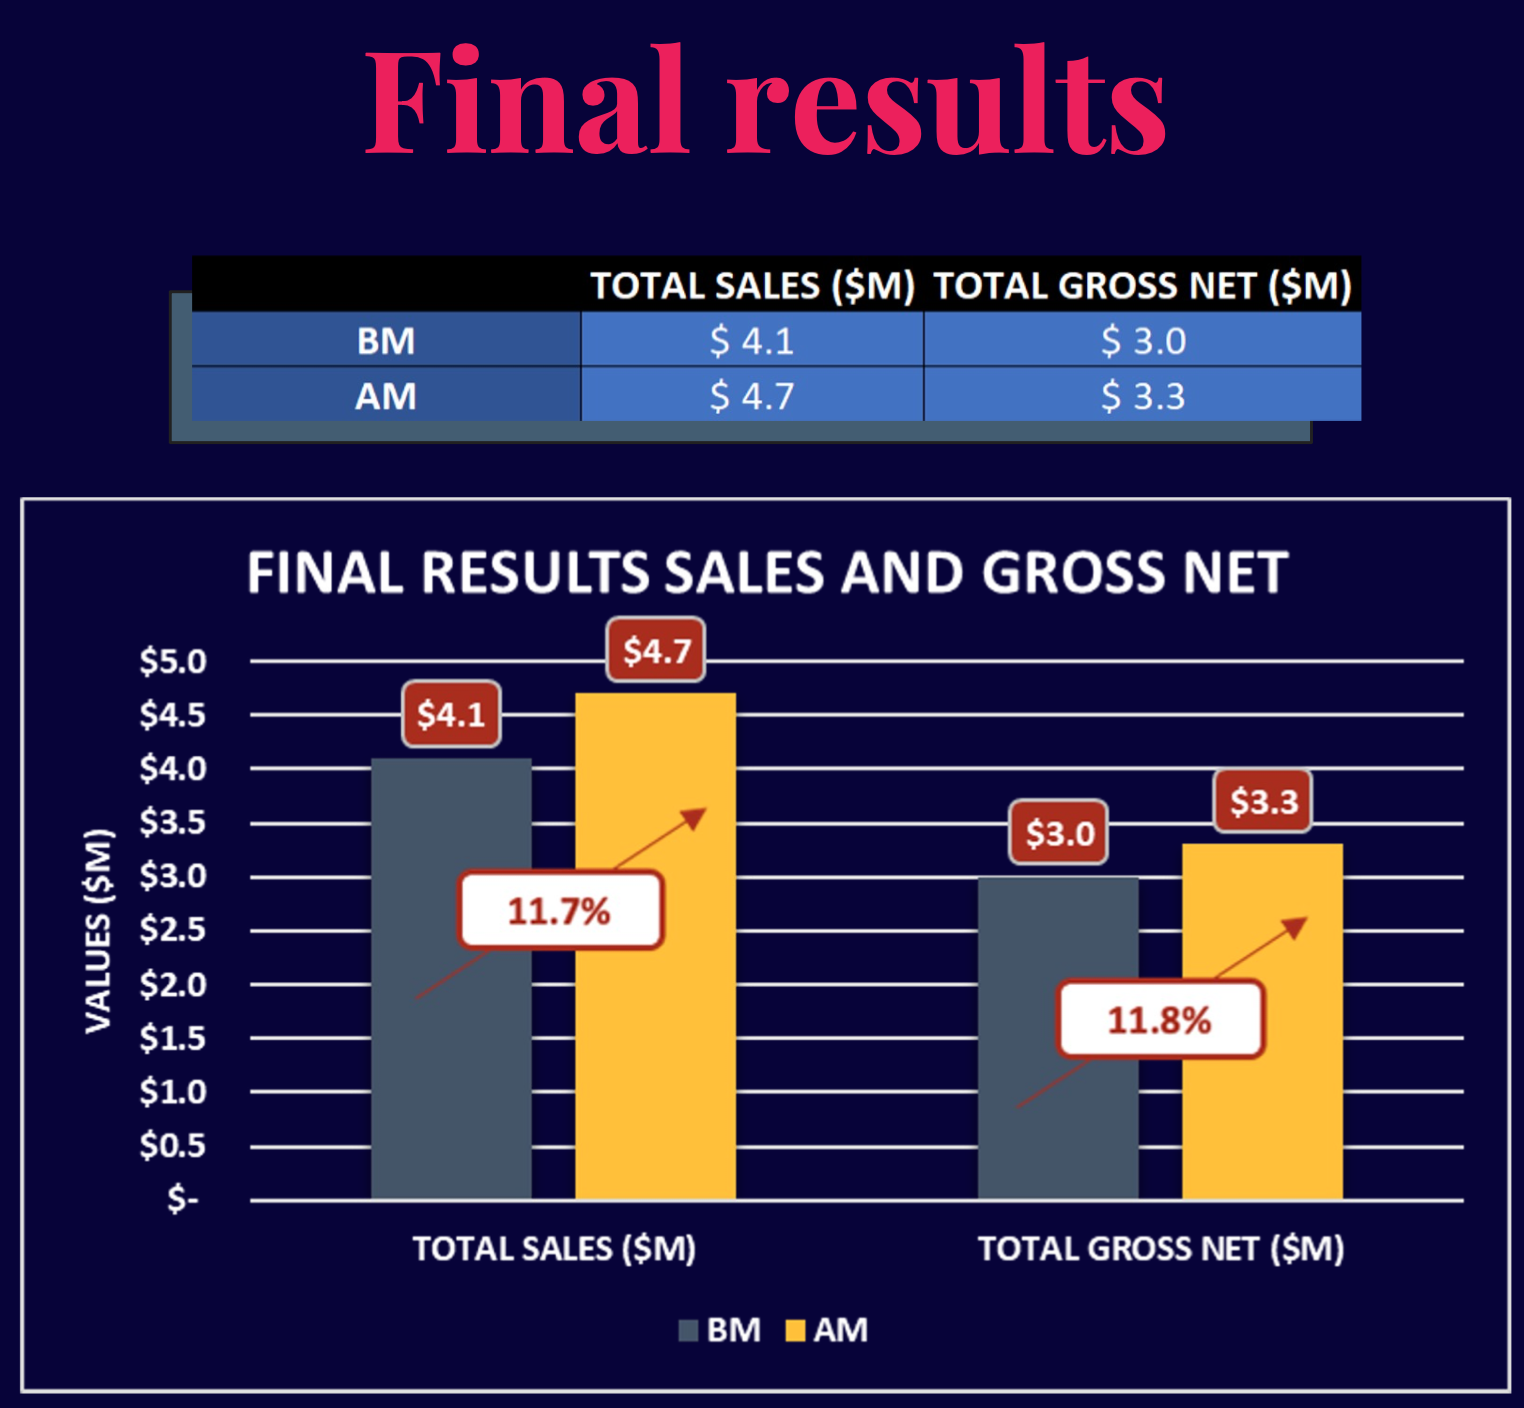 Final results
TOTAL SALES ($M) TOTAL GROSS NET ($M)
BM $ 4.1 $ 3.0
AM $ 4.7 $ 3.3
FINAL RESULTS SALES AND GROSS NET
VALUES ($M)
$5.0
$4.5
$4.0
$3.5
$3.0
$2.5
$2.0
$1.5
$1.0
$0.5
$-
$4.1
$4.7
11.7%
$3.0
$3.3
11.8%
TOTAL SALES ($M) TOTAL GROSS NET ($M)
BM AM